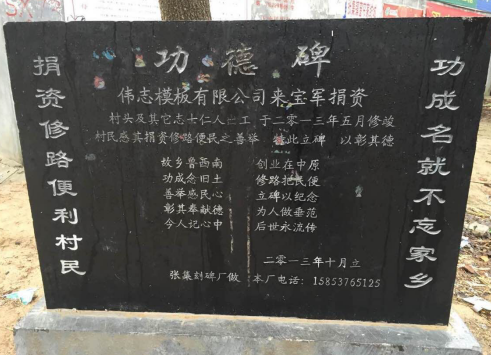 功德碑
捐资修路便利村民
功成名就不忘家乡
伟志模板有限公司来宝军捐资
村头及其它志士仁人 工 于二〇一三年五月修竣
村民感其捐资修路便民之善举 特此立碑 以彰其德
故乡鲁西南 创业在中原
功成念旧土 修路把民便
善举感民心 立碑以纪念
彰其奉献德 为人做垂范
令人记心中 后世永流传
二〇一三年十月立
张集刻碑厂做 本厂电话：15853765125